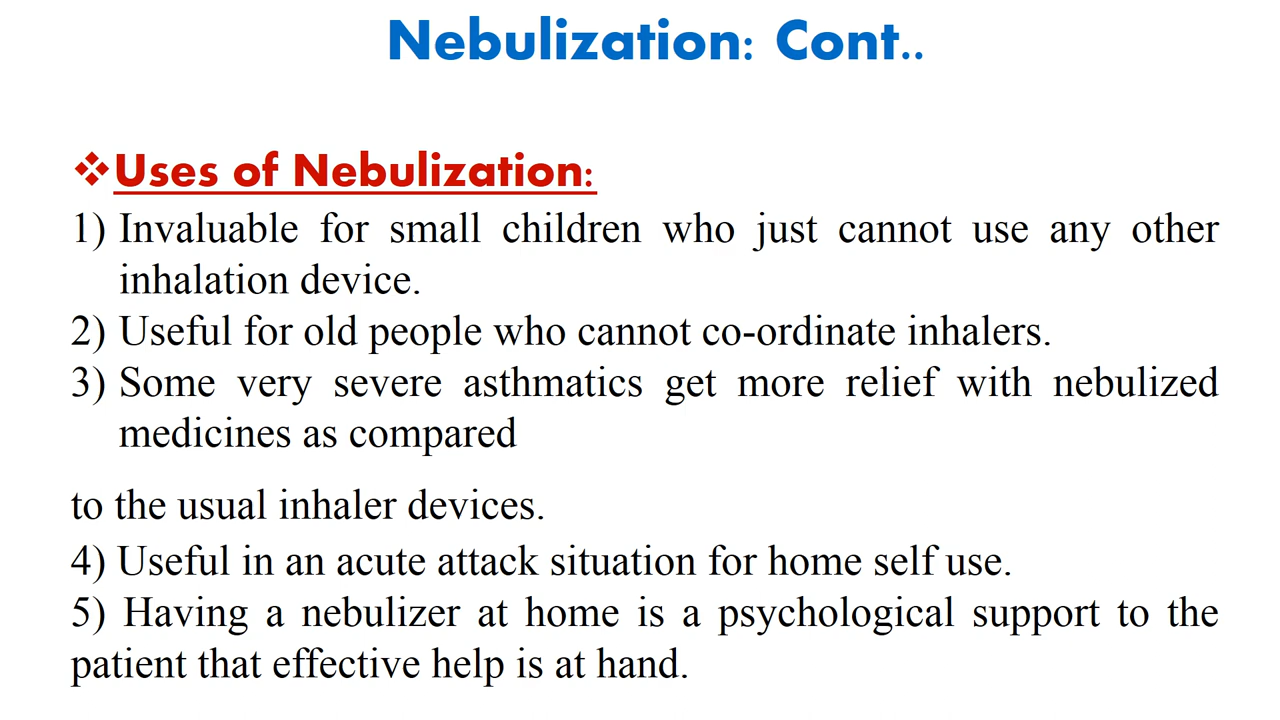 Nebulization: Cont..
❖Uses of Nebulization:
1) Invaluable for small children who just cannot use any other
inhalation device.
2) Useful for old people who cannot co-ordinate inhalers.
3) Some very severe asthmatics get more relief with nebulized
medicines as compared
to the usual inhaler devices.
4) Useful in an acute attack situation for home self use.
5) Having a nebulizer at home is a psychological support to the
patient that effective help is at hand.